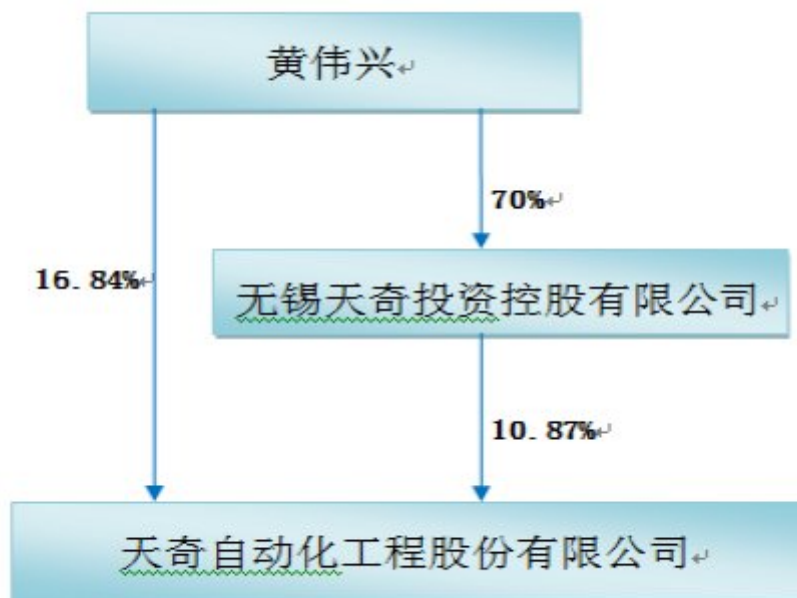 黄伟兴
70%
16.84%
无锡天奇投资控股有限公司
10.87%
天奇自动化工程股份有限公司